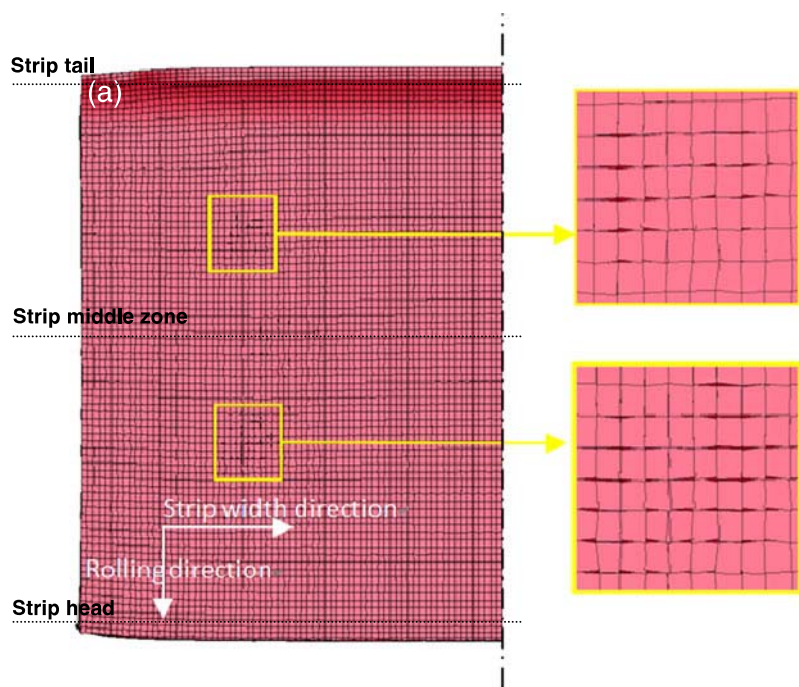 Strip tail
(a)
Strip middle zone
Strip width direction
Rolling direction
Strip head